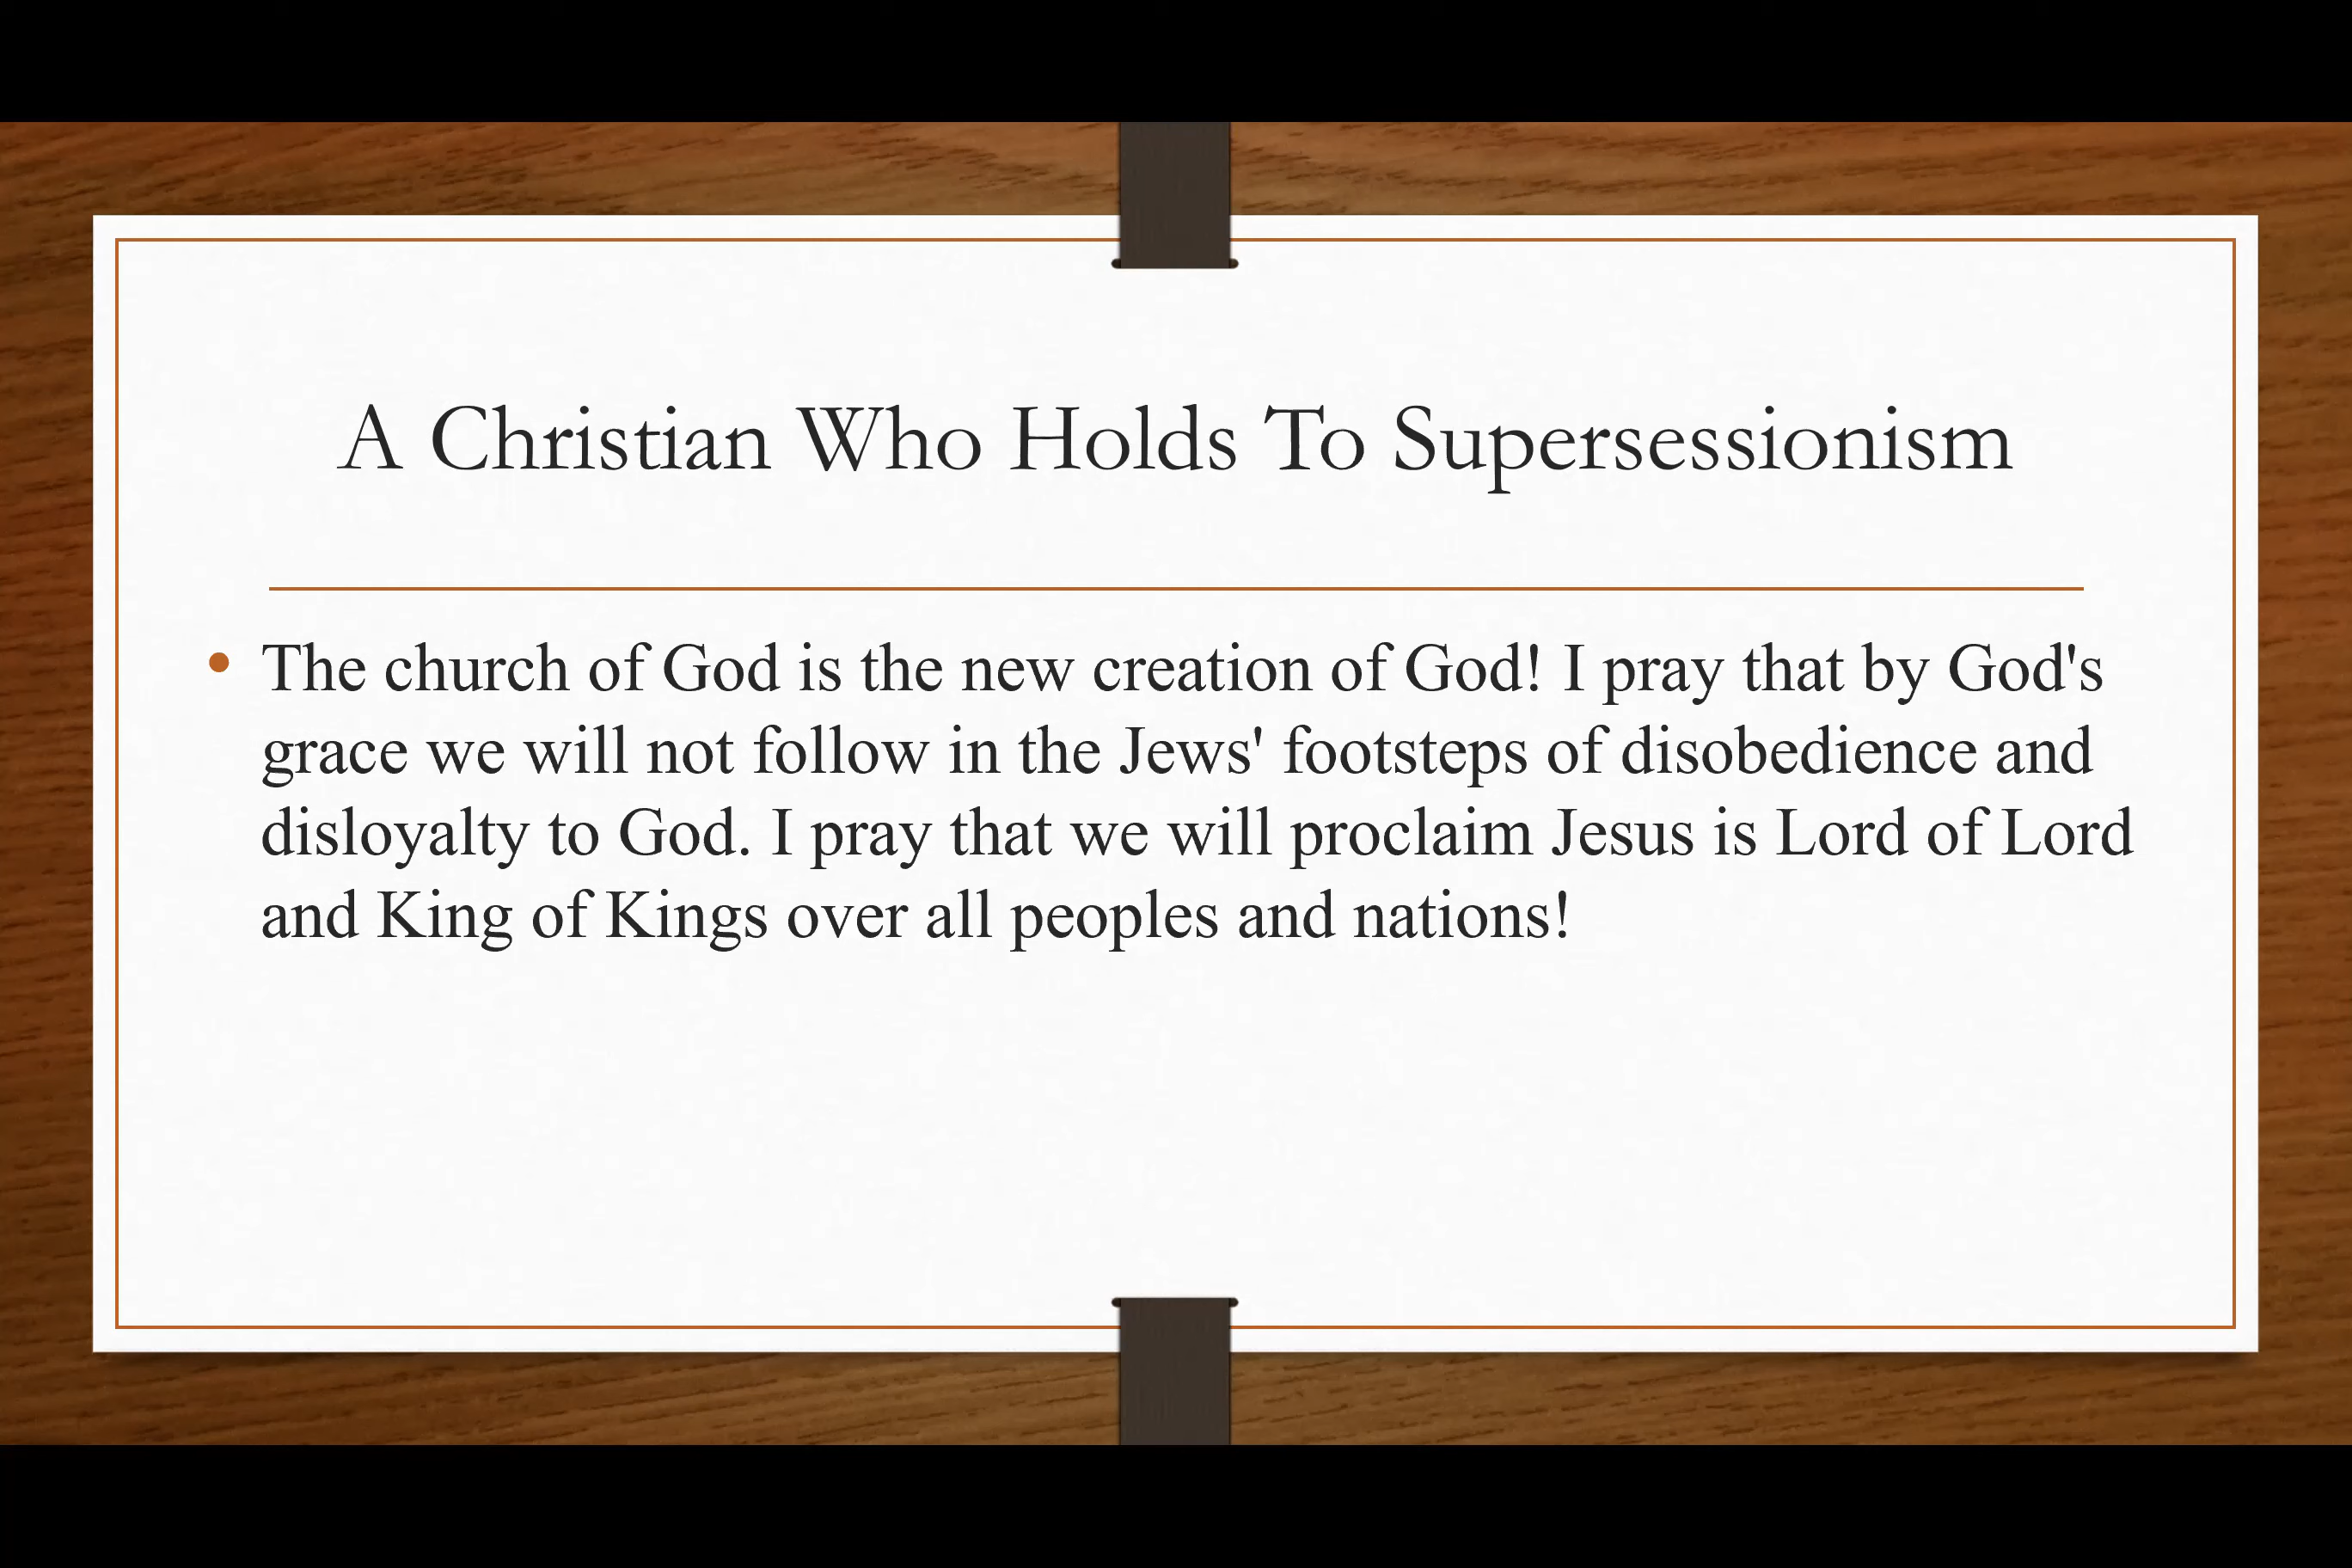 A Christian Who Holds To Supersessionism
• The church of God is the new creation of God! I pray that by God's
grace we will not follow in the Jews' footsteps of disobedience and
disloyalty to God. I pray that we will proclaim Jesus is Lord of Lord
and King of Kings over all peoples and nations!